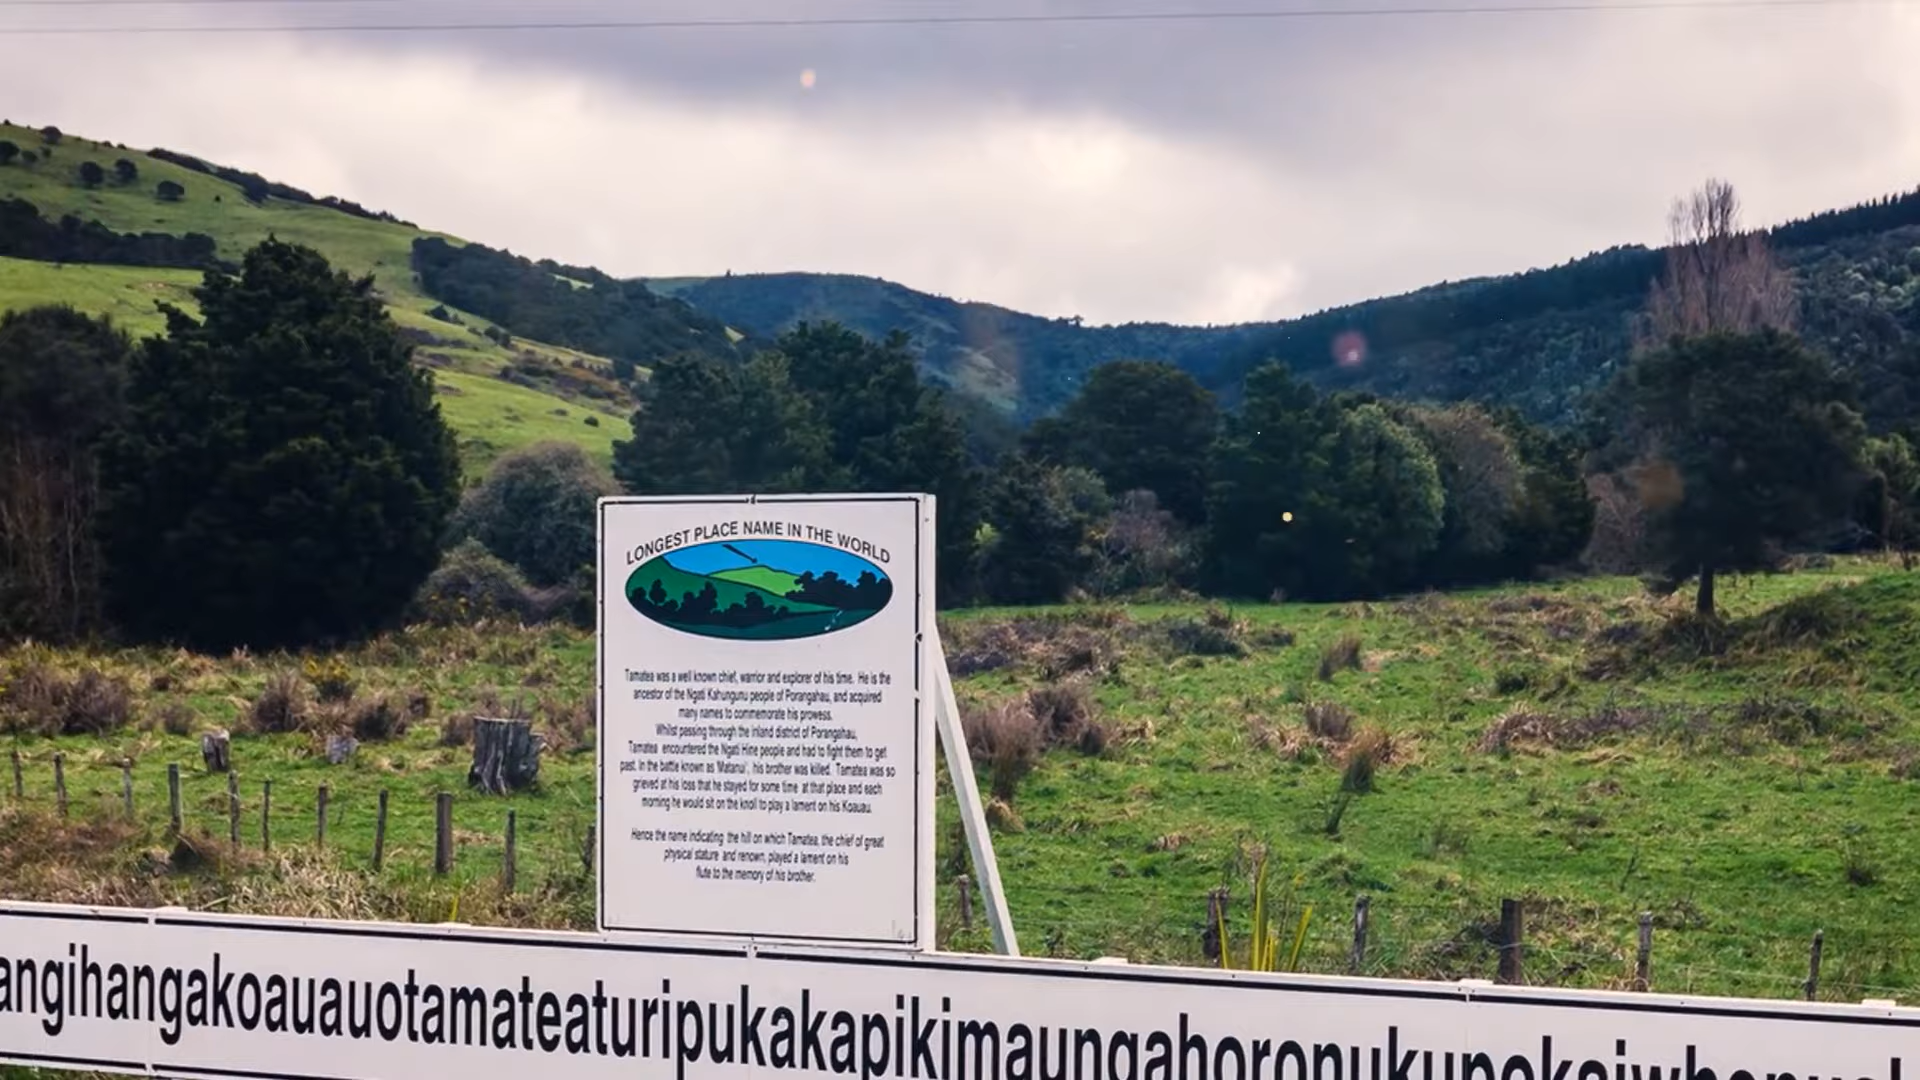 LONGEST PLACE NAME IN THE WORLD
Tamatea was a well known chief, warrior and explorer of his time. He is the
ancestor of the Ngati Kahungunu people of Porangahau, and acquired
many names to commemorate his prowess.
Whilst passing through the inland district of Porangahau,
Tamatea encountered the Ngati Hine people and had to fight them to get
past. In the battle known as 'Matanui', his brother was killed. Tamatea was so
grieved at his loss that he stayed for some time at that place and each
morning he would sit on the knoll to play a lament on his Koauau.
Hence the name indicating the hill on which Tamatea, the chief of great
physical stature and renown, played a lament on his
flute to the memory of his brother.
angihangakoauauotamateaturipukakapikimaungahoronukupokaiwhenuak